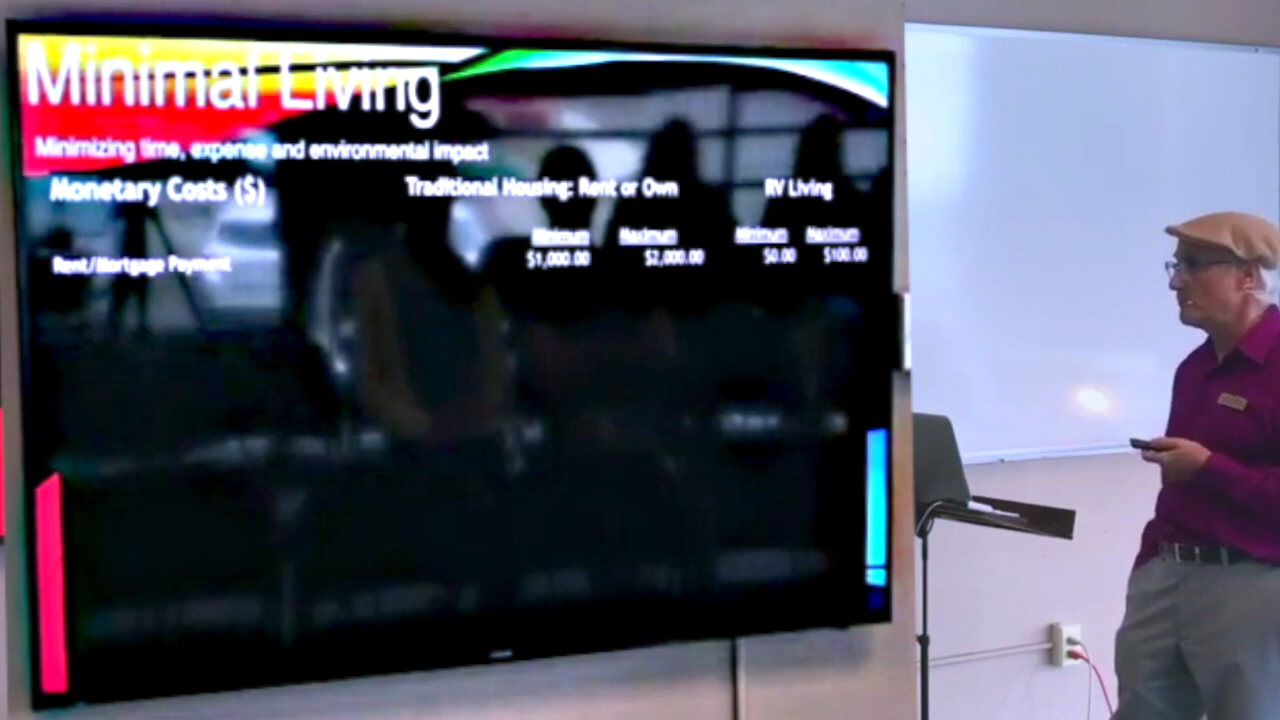 Minimal Living
Minimizing time, expense and environmental impact
Monetary Costs ($) Traditional Housing: Rent or Own RV Living
Minimum Maximum Minimum Maximum
Rent/Mortgage Payment $1,000.00 $2,000.00 $0.00 $100.00